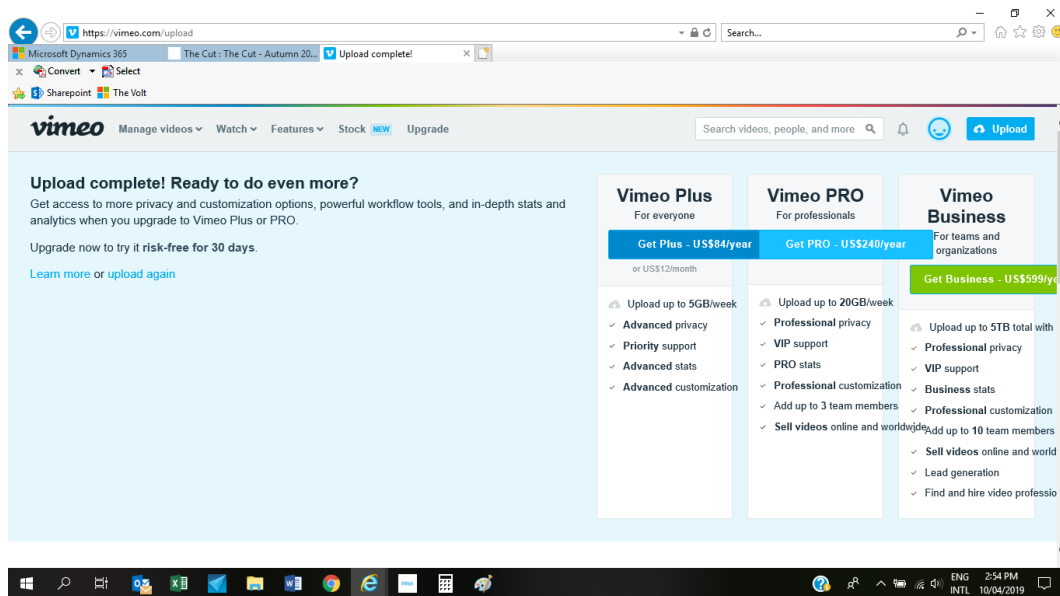 https://vimeo.com/upload
Search...
Microsoft Dynamics 365
The Cut : The Cut - Autumn 20...
Upload complete!
x Convert Select
Sharepoint The Volt
vimeo Manage videos Watch Features Stock NEW Upgrade
Search videos, people, and more
Upload
Upload complete! Ready to do even more?
Get access to more privacy and customization options, powerful workflow tools, and in-depth stats and
analytics when you upgrade to Vimeo Plus or PRO.
Upgrade now to try it risk-free for 30 days.
Learn more or upload again
Vimeo Plus
For everyone
Get Plus - US$84/year
or US$12/month
Upload up to 5GB/week
Advanced privacy
Priority support
Advanced stats
Advanced customization
Vimeo PRO
For professionals
Get PRO - US$240/year
Upload up to 20GB/week
Professional privacy
VIP support
PRO stats
Professional customization
Add up to 3 team members
Sell videos online and worldwide
Vimeo
Business
For teams and
organizations
Get Business - US$599/ye
Upload up to 5TB total with
Professional privacy
VIP support
Business stats
Professional customization
Add up to 10 team members
Sell videos online and world
Lead generation
Find and hire video professio
ENG
INTL
2:54 PM
10/04/2019